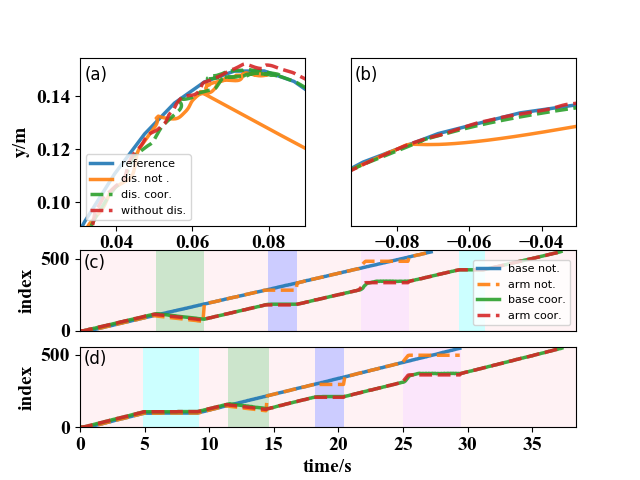 (a)
(b)
y/m
0.14
0.12
0.10
reference
dis. not .
dis. coor.
without dis.
0.04 0.06 0.08
−0.08 −0.06 −0.04
(c)
index
500
0
base not.
arm not.
base coor.
arm coor.
(d)
index
500
0
0 5 10 15 20 25 30 35
time/s